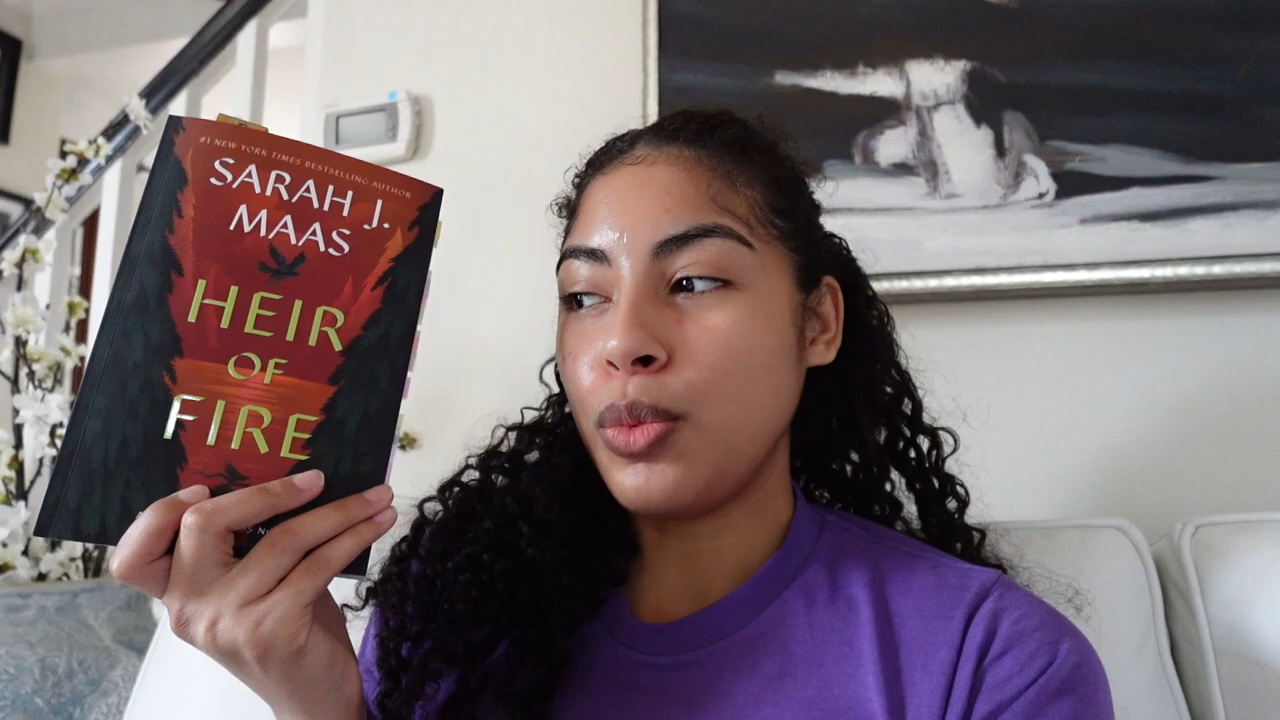 #1 NEW YORK TIMES BESTSELLING AUTHOR
SARAH J.
MAAS
HEIR
OF
FIRE